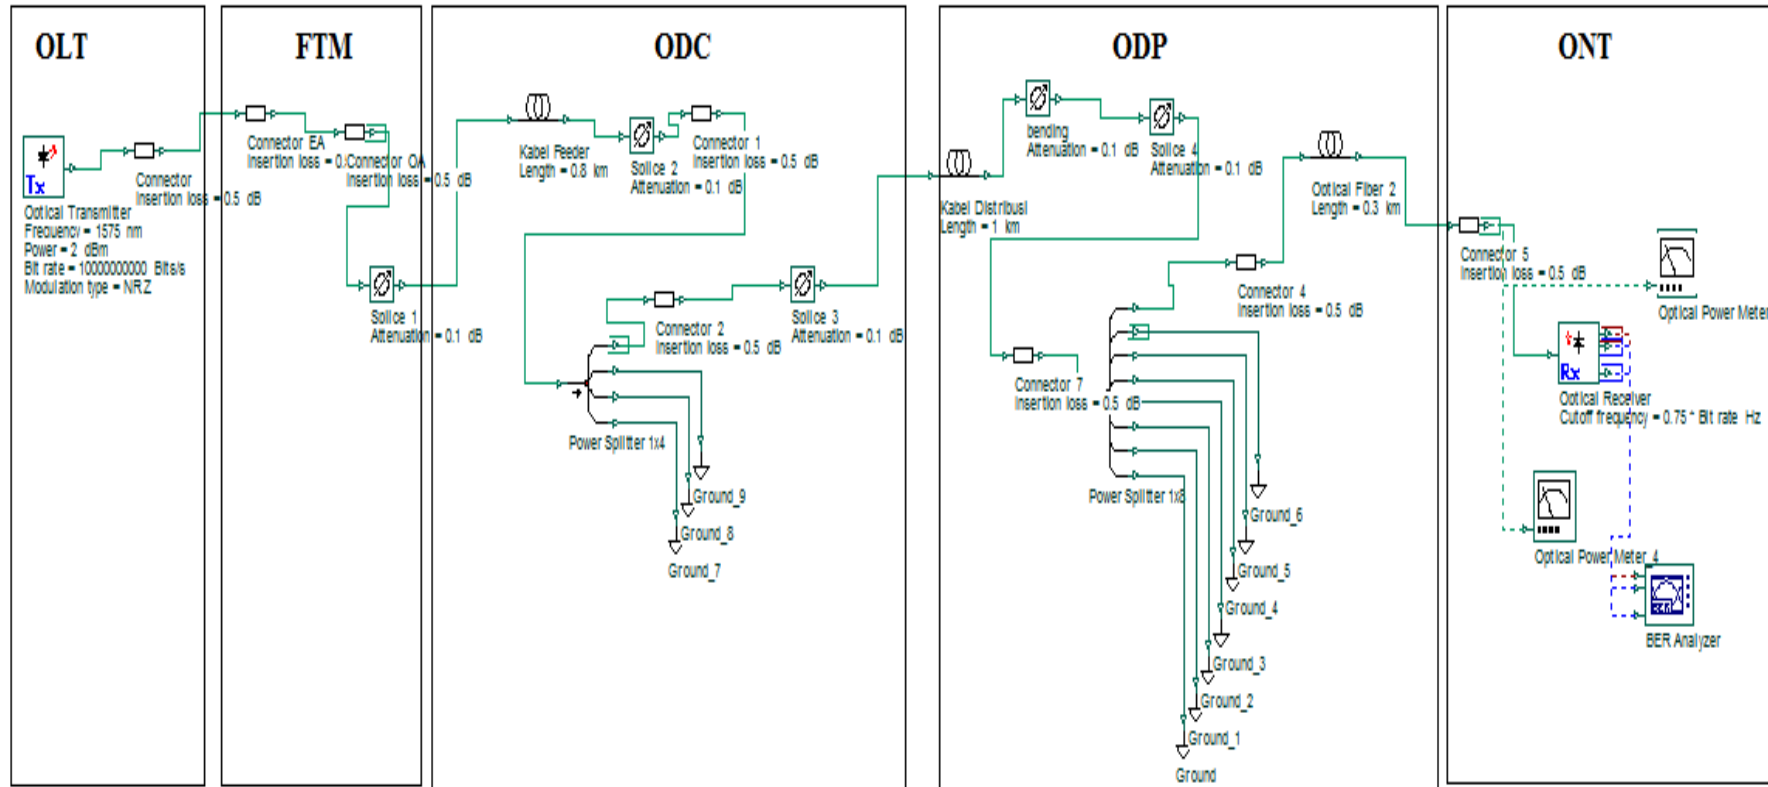 OLT
FTM
ODC
ODP
ONT
Tx
Optical Transmitter
Frequency = 1575 nm
Power = 2 dBm
Bit rate = 10000000000 Bits/s
Modulation type = NRZ
Connector
Insertion loss = 0.5 dB
Connector EA
Insertion loss = 0.
Connector OA
Insertion loss = 0.5 dB
Splice 1
Attenuation = 0.1 dB
Kabel Feeder
Length = 0.8 km
Splice 2
Attenuation = 0.1 dB
Connector 1
Insertion loss = 0.5 dB
Connector 2
Insertion loss = 0.5 dB
Splice 3
Attenuation = 0.1 dB
Power Splitter 1x4
Ground_9
Ground_8
Ground_7
Kabel Distribusi
Length = 1 km
bending
Attenuation = 0.1 dB
Splice 4
Attenuation = 0.1 dB
Optical Fiber 2
Length = 0.3 km
Connector 4
Insertion loss = 0.5 dB
Connector 7
Insertion loss = 0.5 dB
Power Splitter 1x8
Ground_6
Ground_5
Ground_4
Ground_3
Ground_2
Ground_1
Ground
Connector 5
Insertion loss = 0.5 dB
Optical Power Meter
Rx
Optical Receiver
Cutoff frequency = 0.75 * Bit rate Hz
Optical Power Meter_4
BER Analyzer